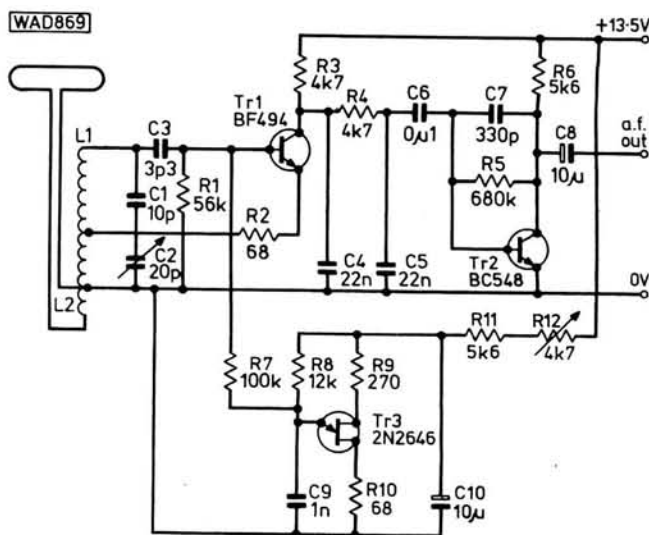 WAD869
+13·5V
R3
4k7
R6
5k6
Tr1
BF494
R4
4k7
C6
0µ1
C7
330p
C8
10µ
a.f.
out
L1
C3
3p3
R1
56k
C1
10p
R2
68
R5
680k
C2
20p
C4
22n
C5
22n
Tr2
BC548
0V
L2
R11
5k6
R12
4k7
R7
100k
R8
12k
R9
270
Tr3
2N2646
C9
1n
R10
68
C10
10µ